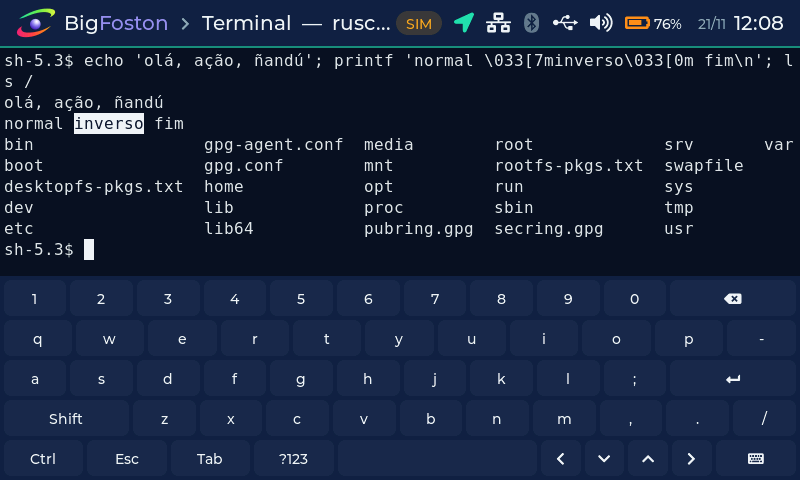 BigFoston > Terminal — rusc... SIM 76% 21/11 12:08
sh-5.3$ echo 'olá, ação, ñandú'; printf 'normal \033[7minverso\033[0m fim\n'; l
s /
olá, ação, ñandú
normal inverso fim
bin gpg-agent.conf media root srv var
boot gpg.conf mnt rootfs-pkgs.txt swapfile
desktopfs-pkgs.txt home opt run sys
dev lib proc sbin tmp
etc lib64 pubring.gpg secring.gpg usr
sh-5.3$
1 2 3 4 5 6 7 8 9 0
q w e r t y u i o p -
a s d f g h j k l ;
Shift z x c v b n m , . /
Ctrl Esc Tab ?123